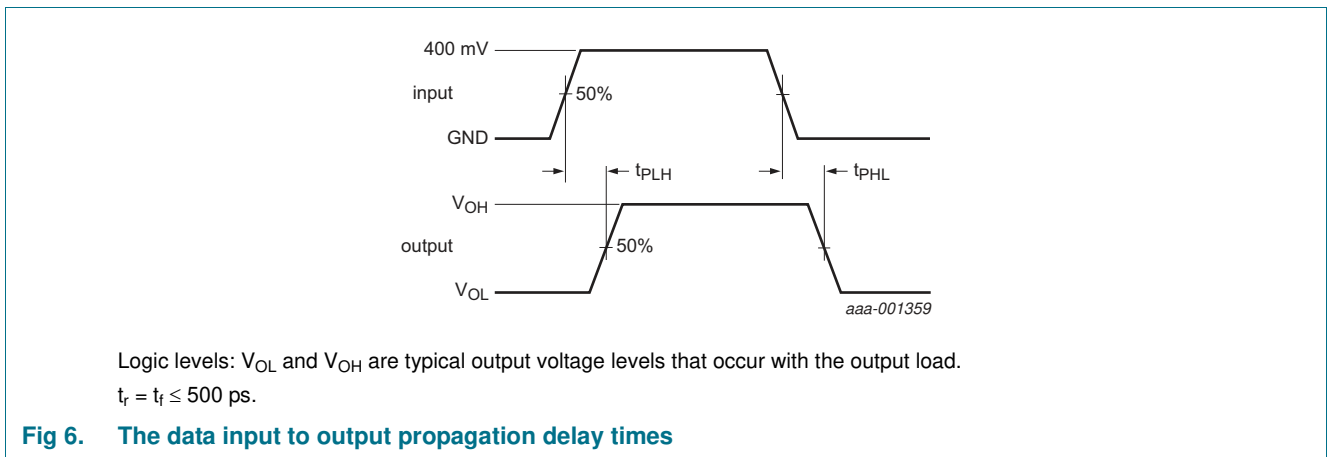 400 mV
input
50%
GND
tPLH
tPHL
VOH
output
50%
VOL
aaa-001359
Logic levels: VOL and VOH are typical output voltage levels that occur with the output load.
tr = tf ≤ 500 ps.
Fig 6. The data input to output propagation delay times